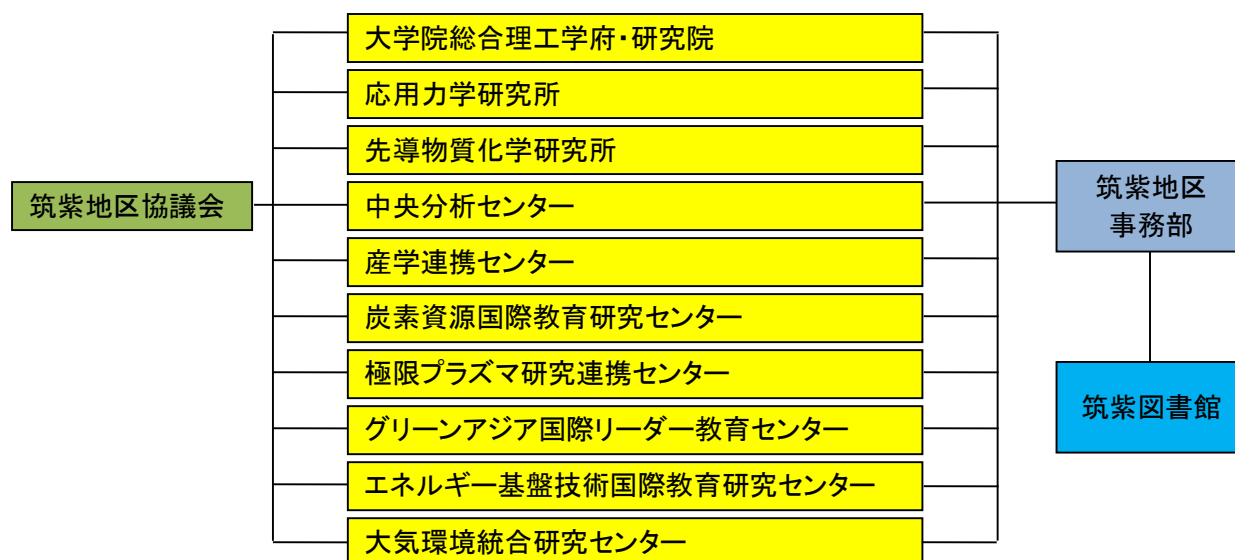 大学院総合理工学府・研究院
応用力学研究所
先導物質化学研究所
筑紫地区協議会
中央分析センター
産学連携センター
炭素資源国際教育研究センター
極限プラズマ研究連携センター
グリーンアジア国際リーダー教育センター
エネルギー基盤技術国際教育研究センター
大気環境統合研究センター
筑紫地区
事務部
筑紫図書館